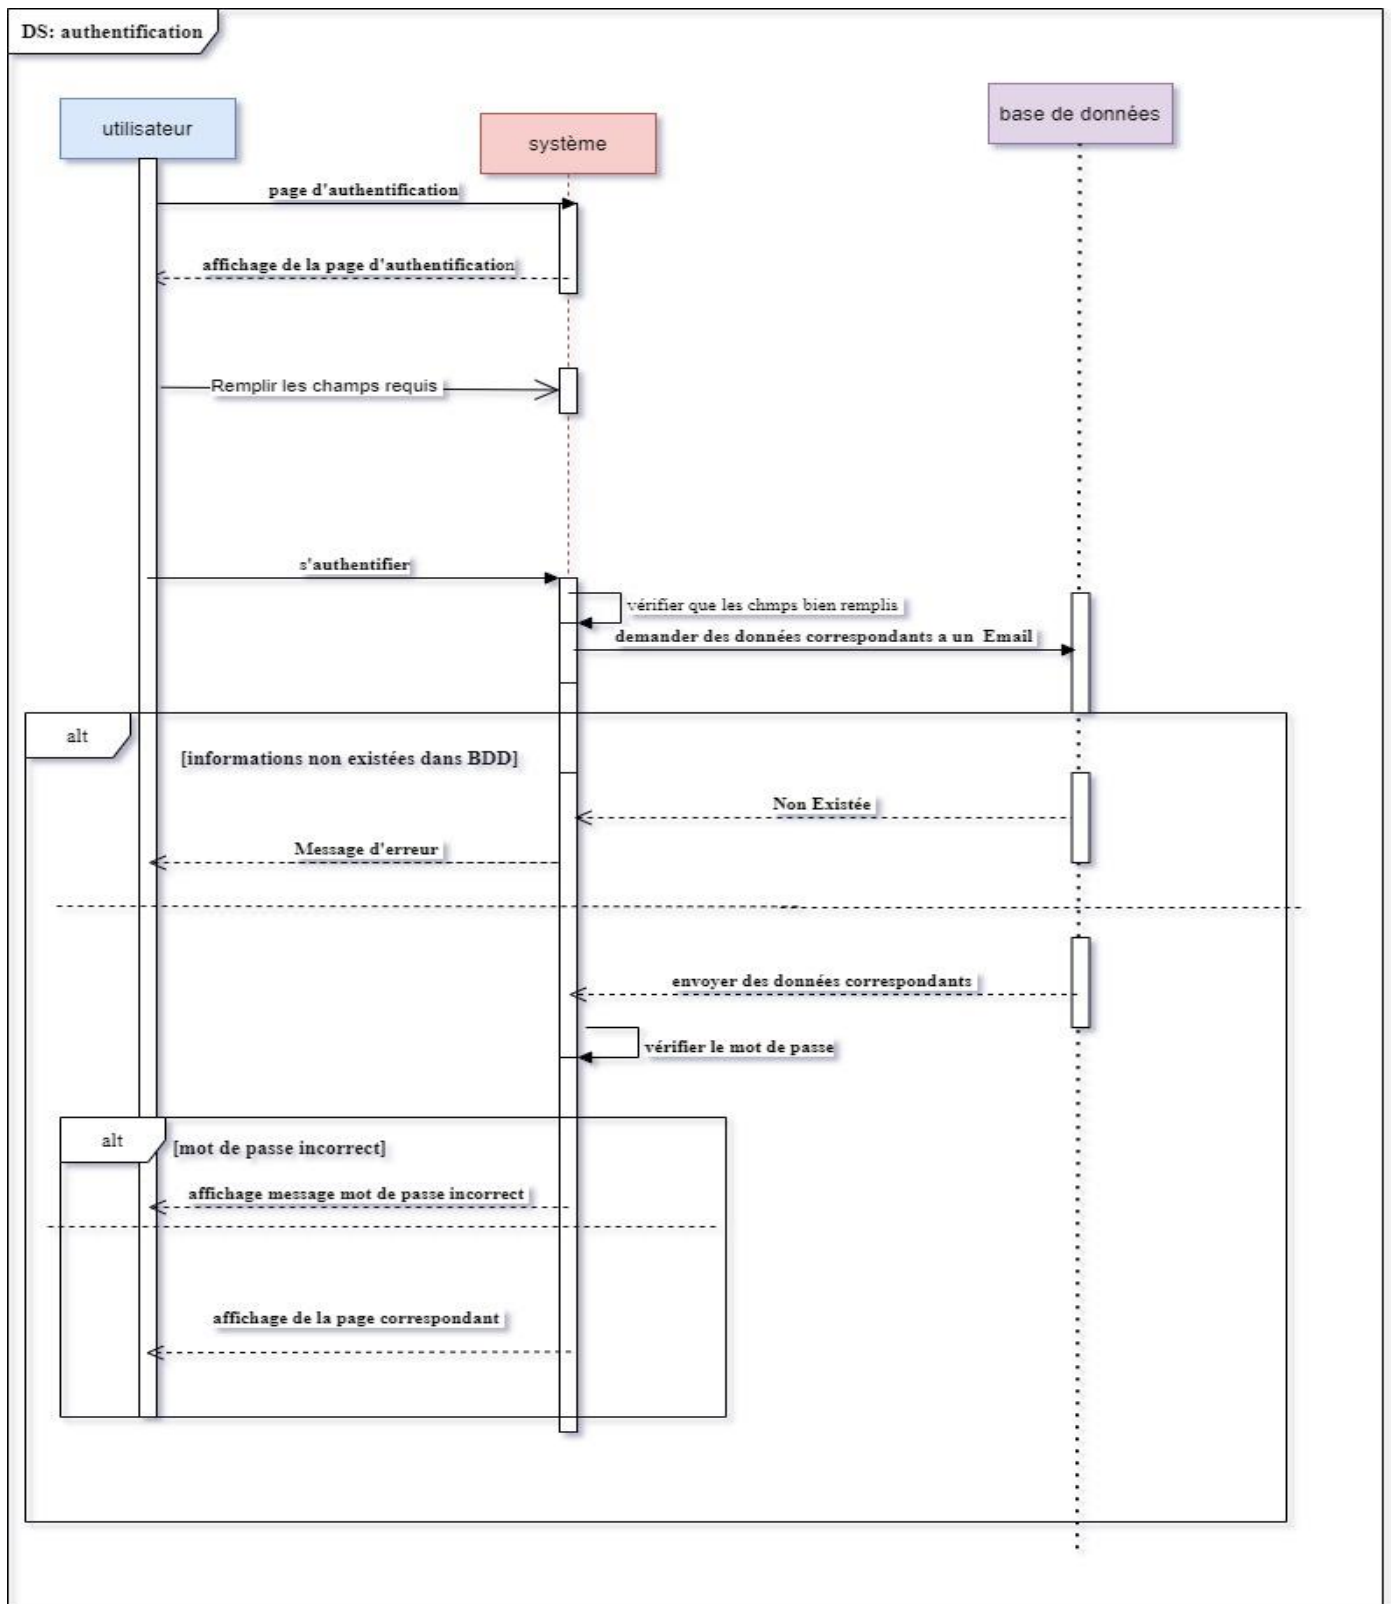 DS: authentification
utilisateur
système
base de données
page d'authentification
affichage de la page d'authentification
Remplir les champs requis
s'authentifier
vérifier que les chmps bien remplis
demander des données correspondants a un Email
alt
[informations non existées dans BDD]
Non Existée
Message d'erreur
envoyer des données correspondants
vérifier le mot de passe
alt
[mot de passe incorrect]
affichage message mot de passe incorrect
affichage de la page correspondant